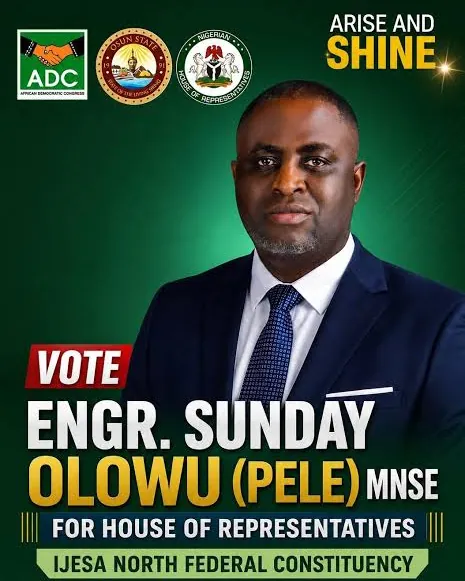 ADC
AFRICAN DEMOCRATIC CONGRESS
OSUN STATE
NIGERIAN
HOUSE OF REPRESENTATIVES
ARISE AND
SHINE
VOTE
ENGR. SUNDAY
OLOWU (PELE) MNSE
FOR HOUSE OF REPRESENTATIVES
IJESA NORTH FEDERAL CONSTITUENCY